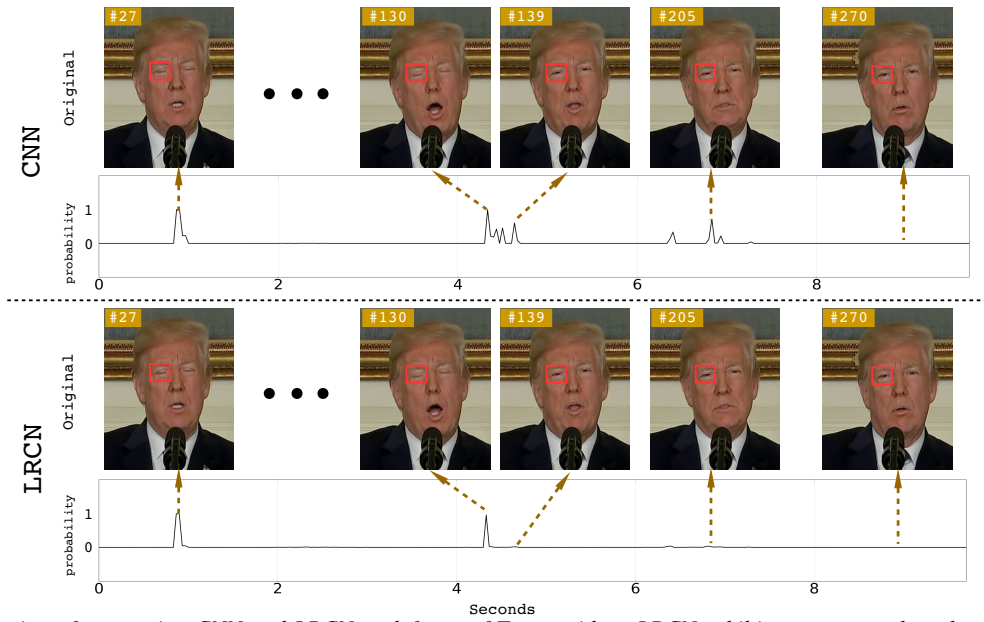 #27 #130 #139 #205 #270
Original
CNN
probability
1
0
0 2 4 6 8
#27 #130 #139 #205 #270
Original
LRCN
probability
1
0
0 2 4 6 8
Seconds